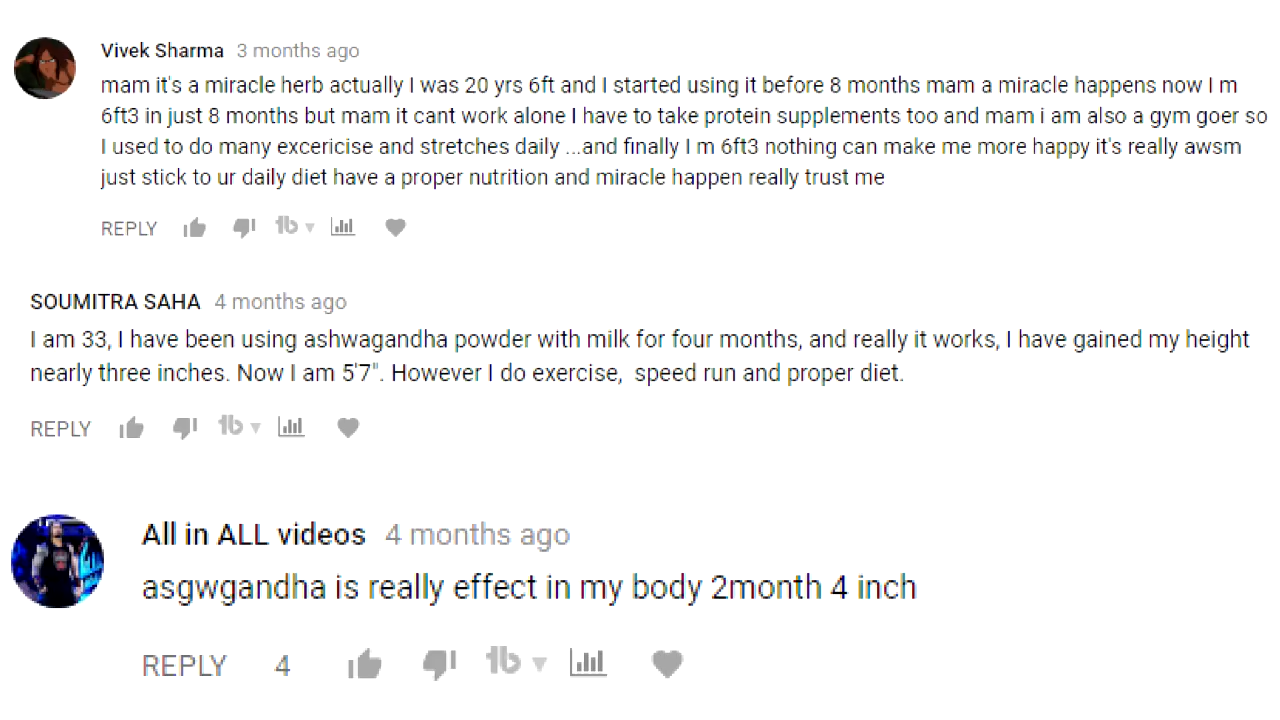 Vivek Sharma 3 months ago
mam it's a miracle herb actually I was 20 yrs 6ft and I started using it before 8 months mam a miracle happens now I m
6ft3 in just 8 months but mam it cant work alone I have to take protein supplements too and mam i am also a gym goer so
I used to do many excericise and stretches daily ...and finally I m 6ft3 nothing can make me more happy it's really awsm
just stick to ur daily diet have a proper nutrition and miracle happen really trust me
REPLY
SOUMITRA SAHA 4 months ago
I am 33, I have been using ashwagandha powder with milk for four months, and really it works, I have gained my height
nearly three inches. Now I am 5'7". However I do exercise, speed run and proper diet.
REPLY
All in ALL videos 4 months ago
asgwgandha is really effect in my body 2month 4 inch
REPLY 4